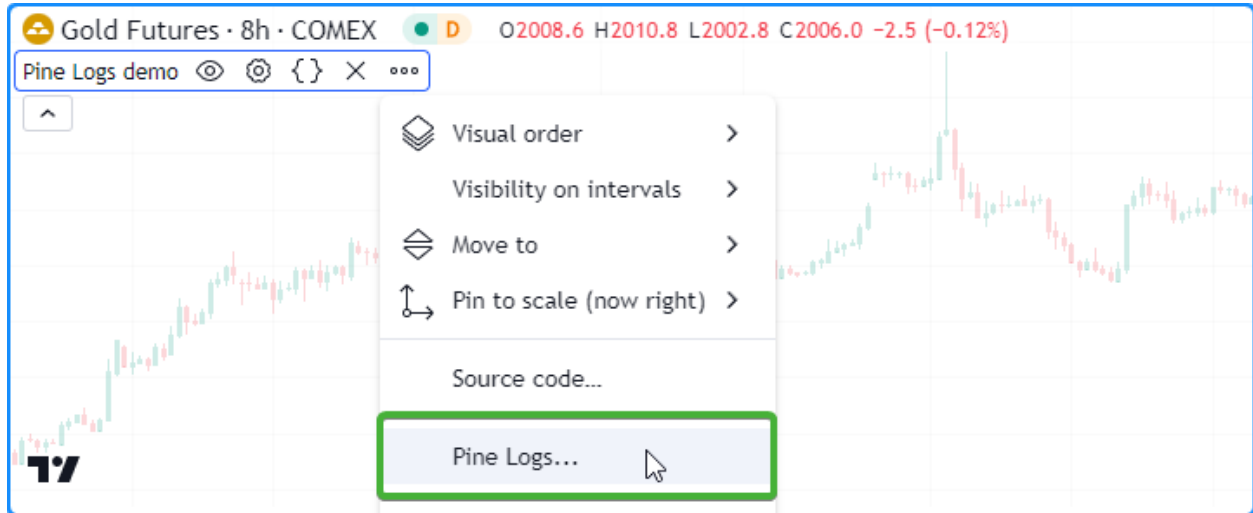 Gold Futures · 8h · COMEX D O2008.6 H2010.8 L2002.8 C2006.0 −2.5 (−0.12%)
Pine Logs demo
Visual order
Visibility on intervals
Move to
Pin to scale (now right)
Source code…
Pine Logs...